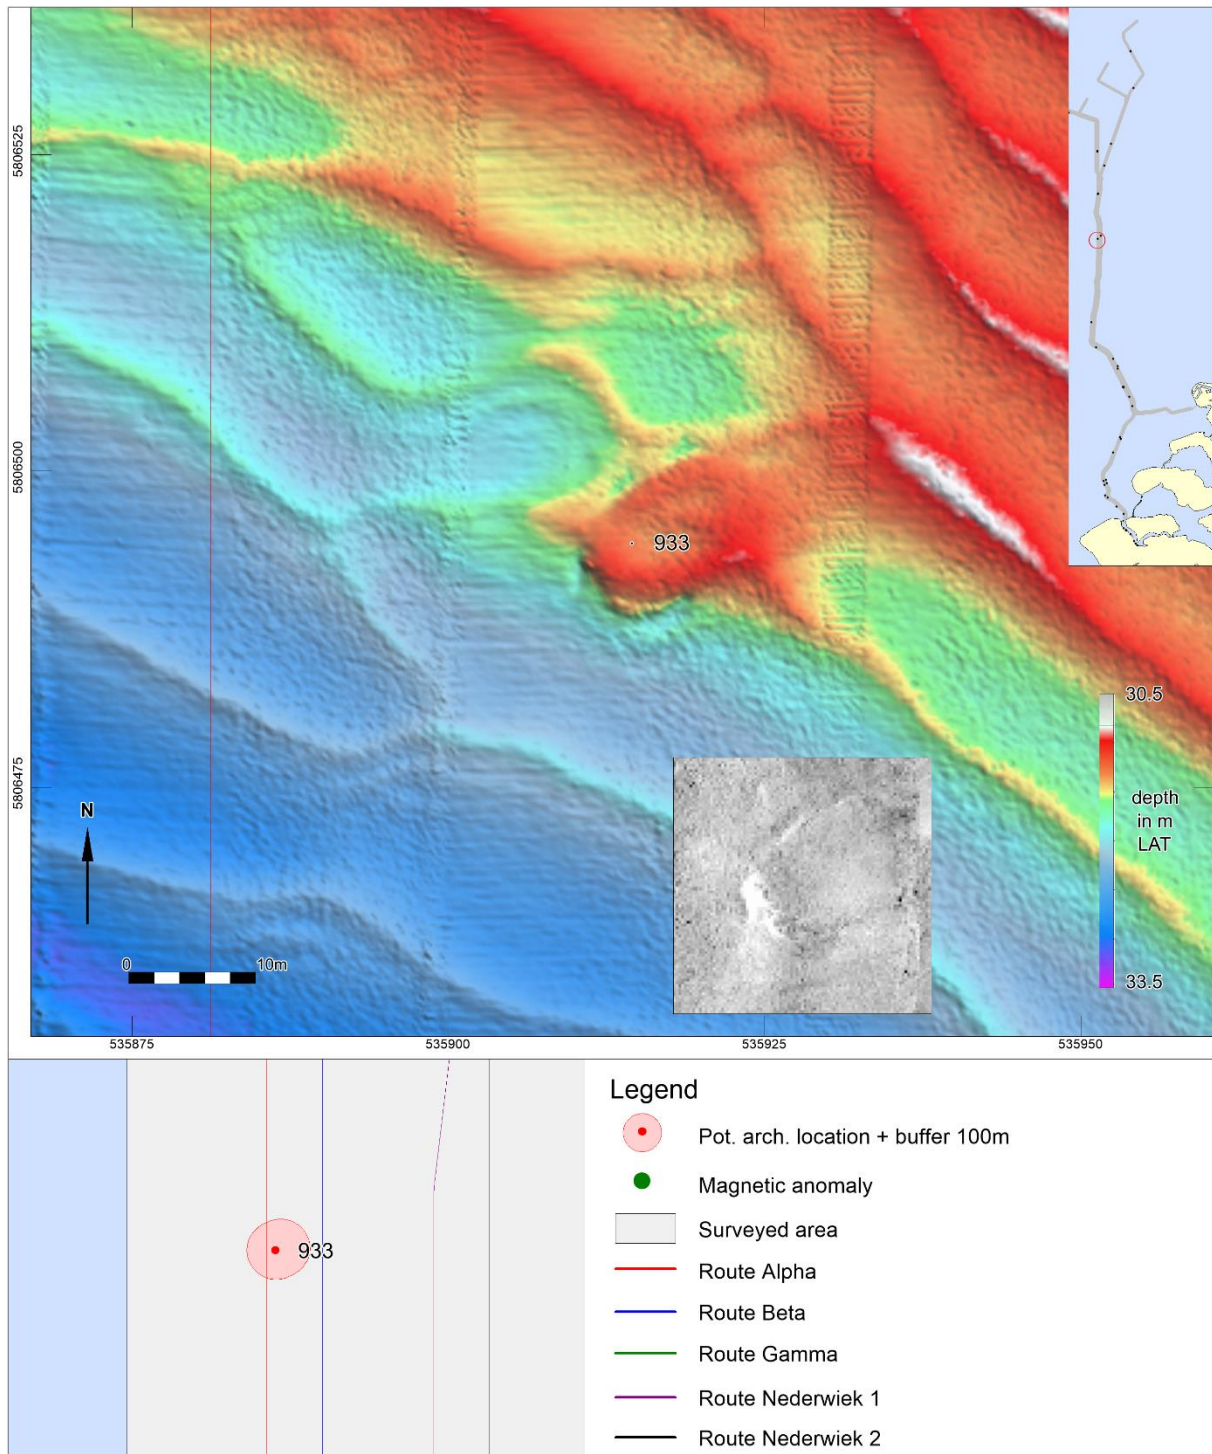 5806525
5806500
5806475
933
30.5
depth
in m
LAT
33.5
N
0 10m
535875 535900 535925 535950
933
Legend
Pot. arch. location + buffer 100m
Magnetic anomaly
Surveyed area
Route Alpha
Route Beta
Route Gamma
Route Nederwiek 1
Route Nederwiek 2